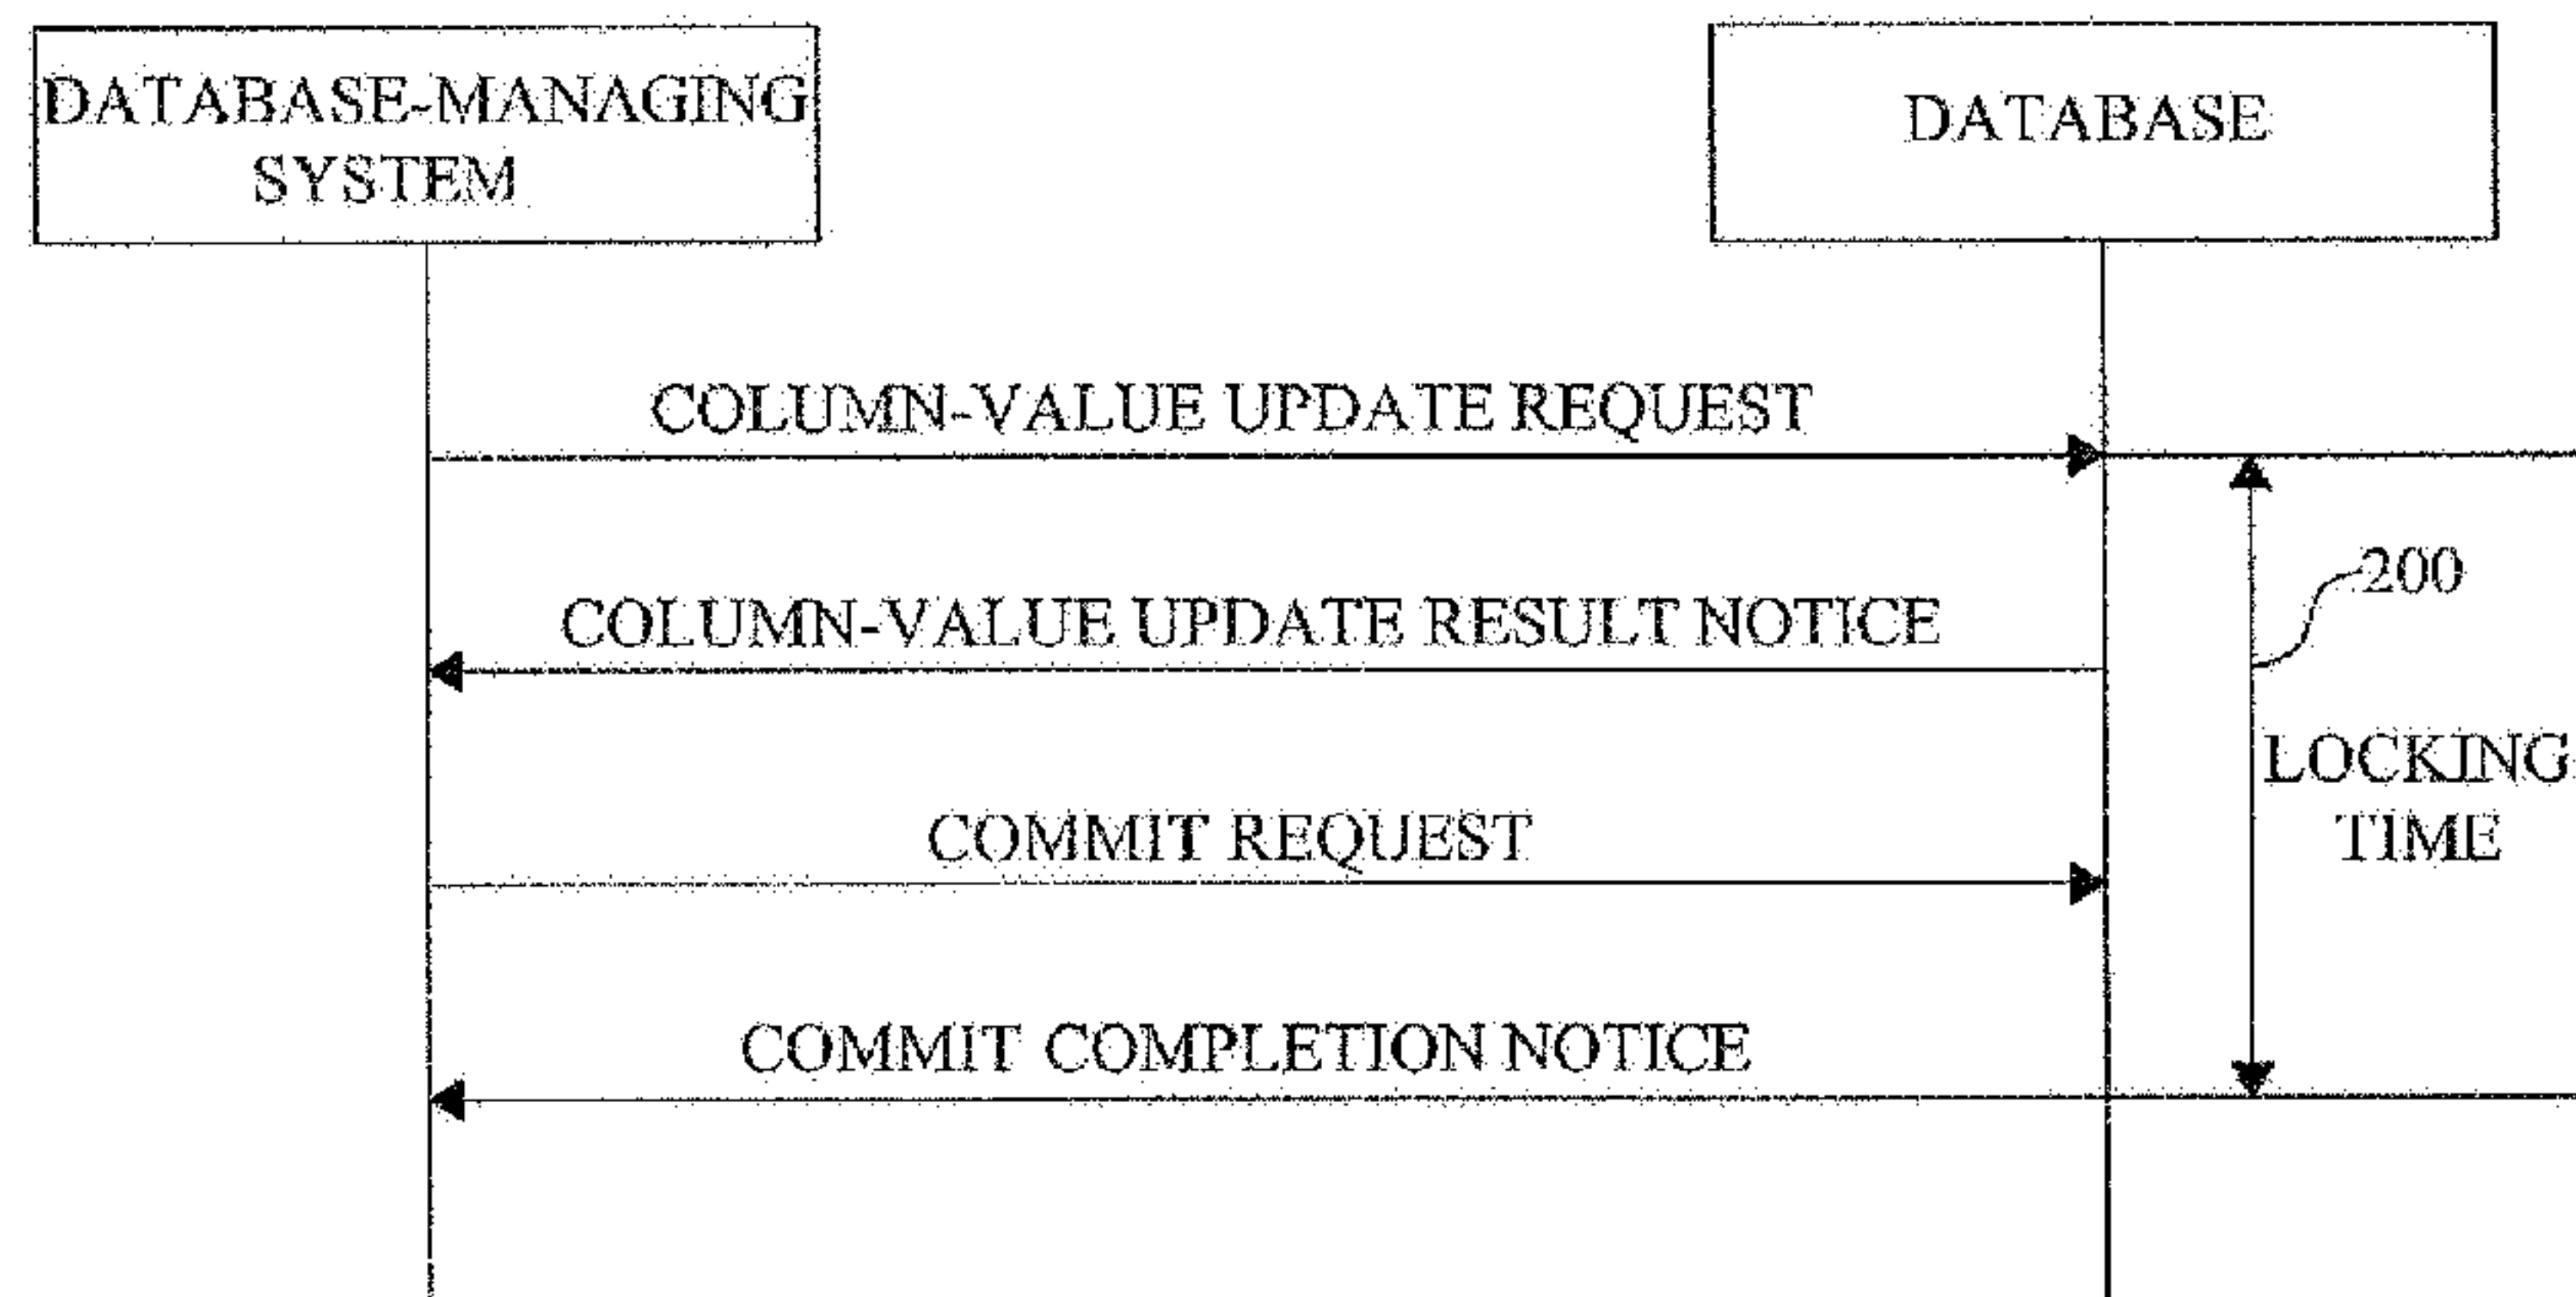 DATABASE-MANAGING
SYSTEM
DATABASE
COLUMN-VALUE UPDATE REQUEST
200
COLUMN-VALUE UPDATE RESULT NOTICE
LOCKING
TIME
COMMIT REQUEST
COMMIT COMPLETION NOTICE